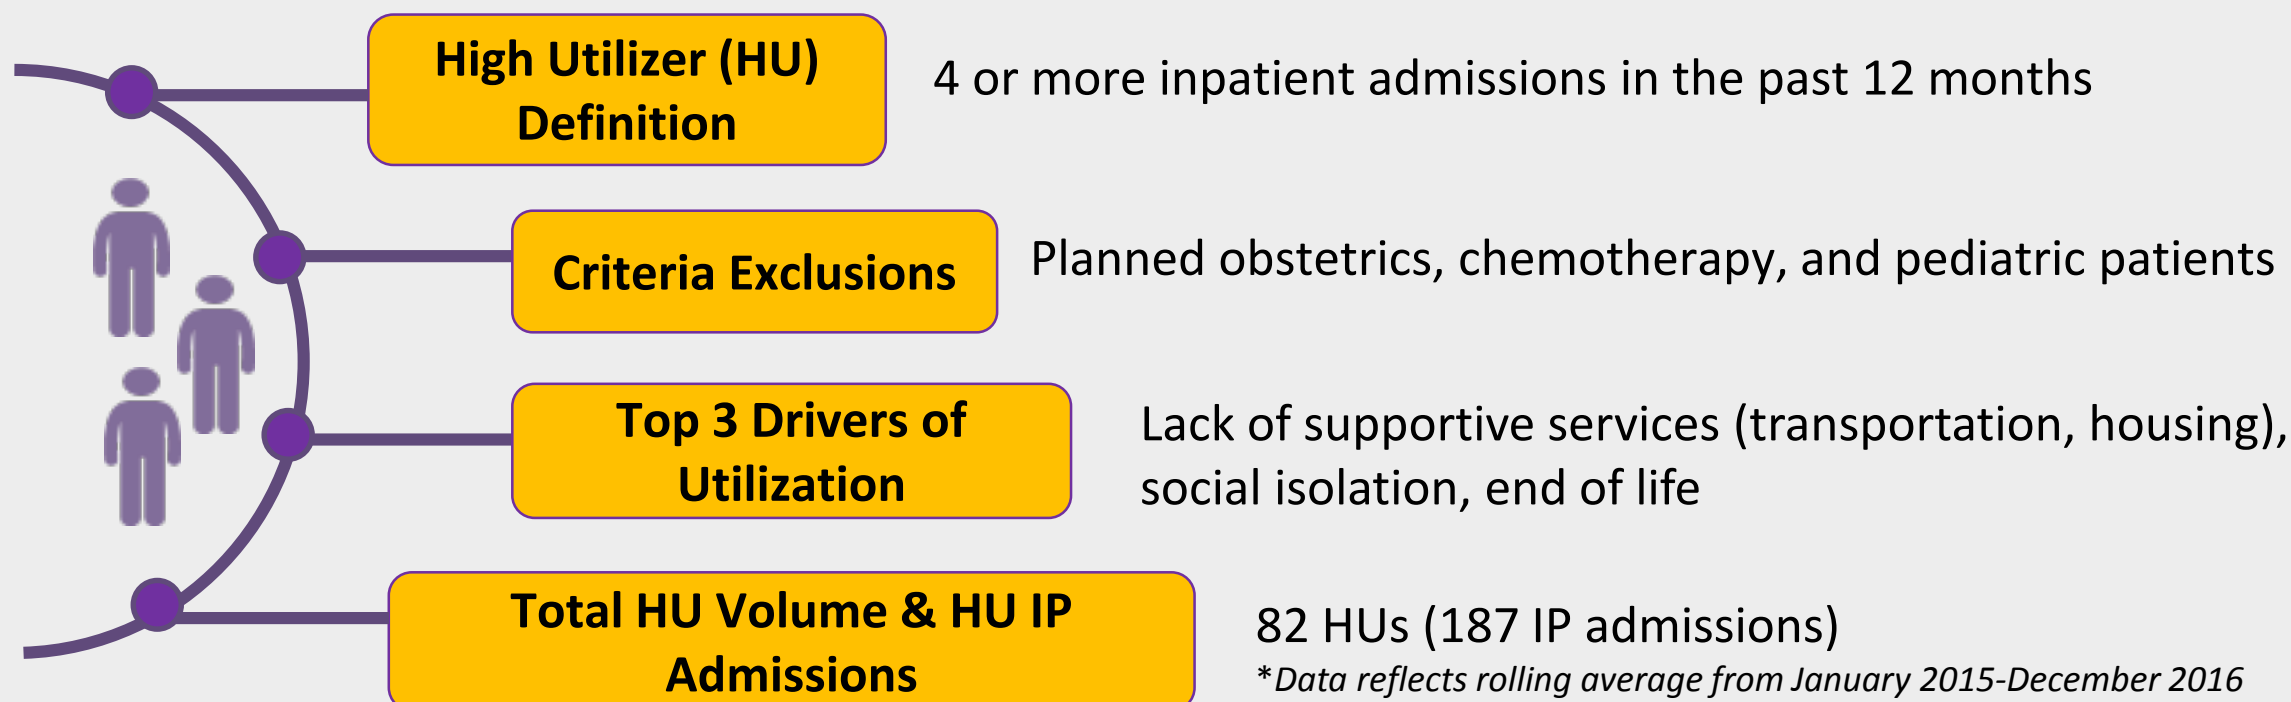 High Utilizer (HU)
Definition
4 or more inpatient admissions in the past 12 months
Criteria Exclusions
Planned obstetrics, chemotherapy, and pediatric patients
Top 3 Drivers of
Utilization
Lack of supportive services (transportation, housing),
social isolation, end of life
Total HU Volume & HU IP
Admissions
82 HUs (187 IP admissions)
*Data reflects rolling average from January 2015-December 2016